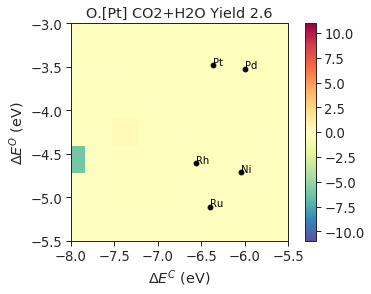 O.[Pt] CO2+H2O Yield 2.6
ΔE^O (eV)
−3.0
−3.5
−4.0
−4.5
−5.0
−5.5
Pt
Pd
Rh
Ni
Ru
−8.0 −7.5 −7.0 −6.5 −6.0 −5.5
ΔE^C (eV)
10.0
7.5
5.0
2.5
0.0
−2.5
−5.0
−7.5
−10.0